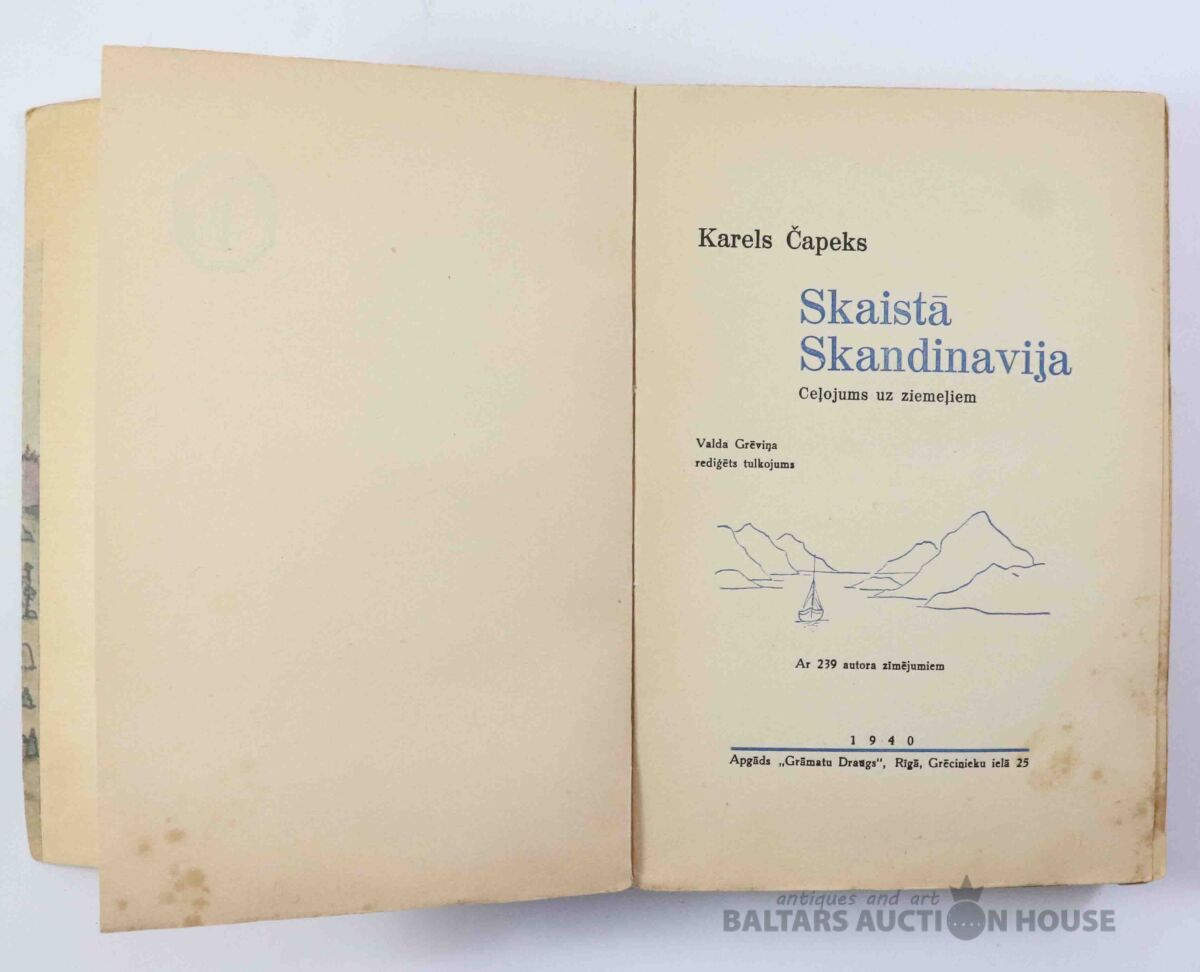 Karels Čapeks
Skaistā
Skandinavija
Ceļojums uz ziemeļiem
Valda Grēviņa
rediģēts tulkojums
Ar 239 autora zīmējumiem
1940
Apgāds „Grāmatu Draugs“, Rīgā, Grēcinieku ielā 25
antiques and art
BALTARS AUCTION HOUSE